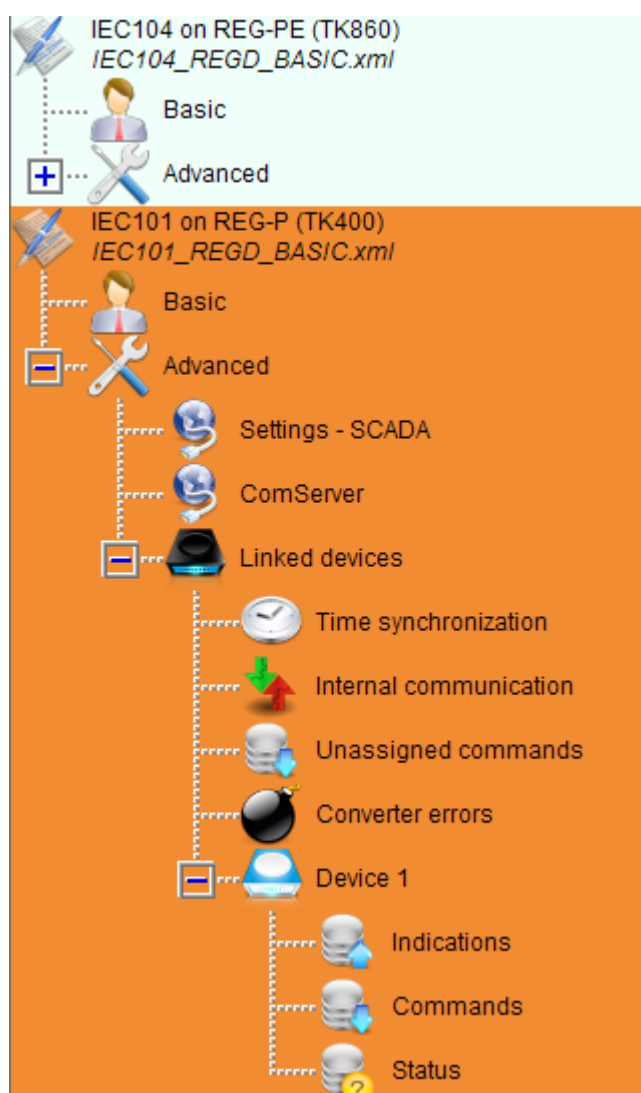 IEC104 on REG-PE (TK860)
IEC104_REGD_BASIC.xml
Basic
Advanced
IEC101 on REG-P (TK400)
IEC101_REGD_BASIC.xml
Basic
Advanced
Settings - SCADA
ComServer
Linked devices
Time synchronization
Internal communication
Unassigned commands
Converter errors
Device 1
Indications
Commands
Status